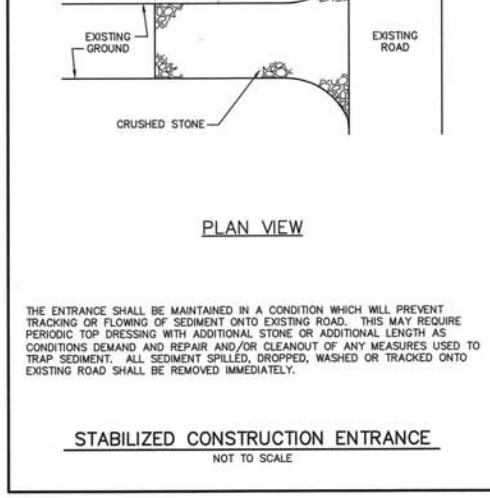 EXISTING
GROUND
EXISTING
ROAD
CRUSHED STONE
PLAN VIEW
THE ENTRANCE SHALL BE MAINTAINED IN A CONDITION WHICH WILL PREVENT
TRACKING OR FLOWING OF SEDIMENT ONTO EXISTING ROAD. THIS MAY REQUIRE
PERIODIC TOP DRESSING WITH ADDITIONAL STONE OR ADDITIONAL LENGTH AS
CONDITIONS DEMAND AND REPAIR AND/OR CLEANOUT OF ANY MEASURES USED TO
TRAP SEDIMENT. ALL SEDIMENT SPILLED, DROPPED, WASHED OR TRACKED ONTO
EXISTING ROAD SHALL BE REMOVED IMMEDIATELY.
STABILIZED CONSTRUCTION ENTRANCE
NOT TO SCALE